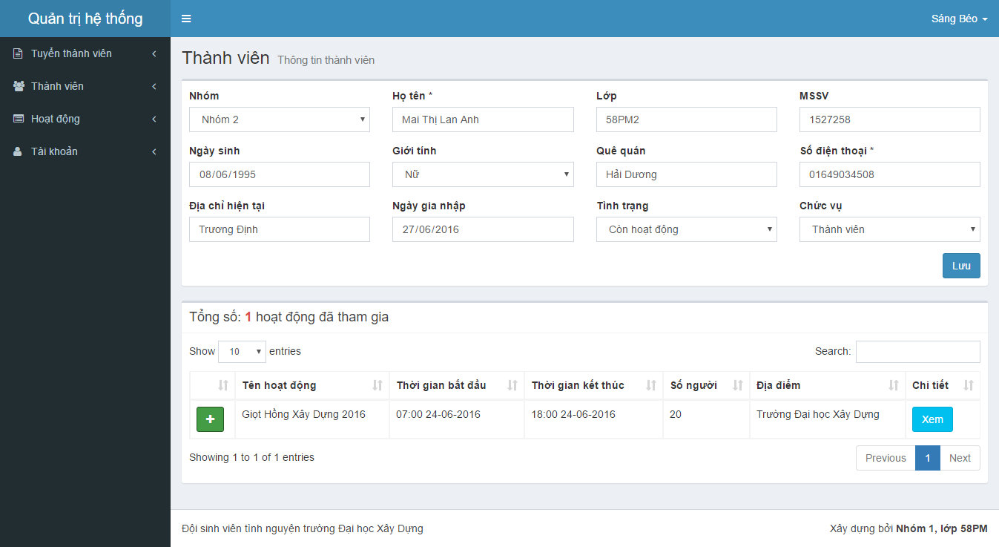 Quản trị hệ thống
Sáng Béo
Tuyển thành viên
Thành viên
Hoạt động
Tài khoản
Thành viên Thông tin thành viên
Nhóm Họ tên * Lớp MSSV
Nhóm 2 Mai Thị Lan Anh 58PM2 1527258
Ngày sinh Giới tính Quê quán Số điện thoại *
08/06/1995 Nữ Hải Dương 01649034508
Địa chỉ hiện tại Ngày gia nhập Tình trạng Chức vụ
Trương Định 27/06/2016 Còn hoạt động Thành viên
Lưu
Tổng số: 1 hoạt động đã tham gia
Show 10 entries Search:
Tên hoạt động Thời gian bắt đầu Thời gian kết thúc Số người Địa điểm Chi tiết
Giọt Hồng Xây Dựng 2016 07:00 24-06-2016 18:00 24-06-2016 20 Trường Đại học Xây Dựng Xem
Showing 1 to 1 of 1 entries Previous 1 Next
Đội sinh viên tình nguyện trường Đại học Xây Dựng Xây dựng bởi Nhóm 1, lớp 58PM